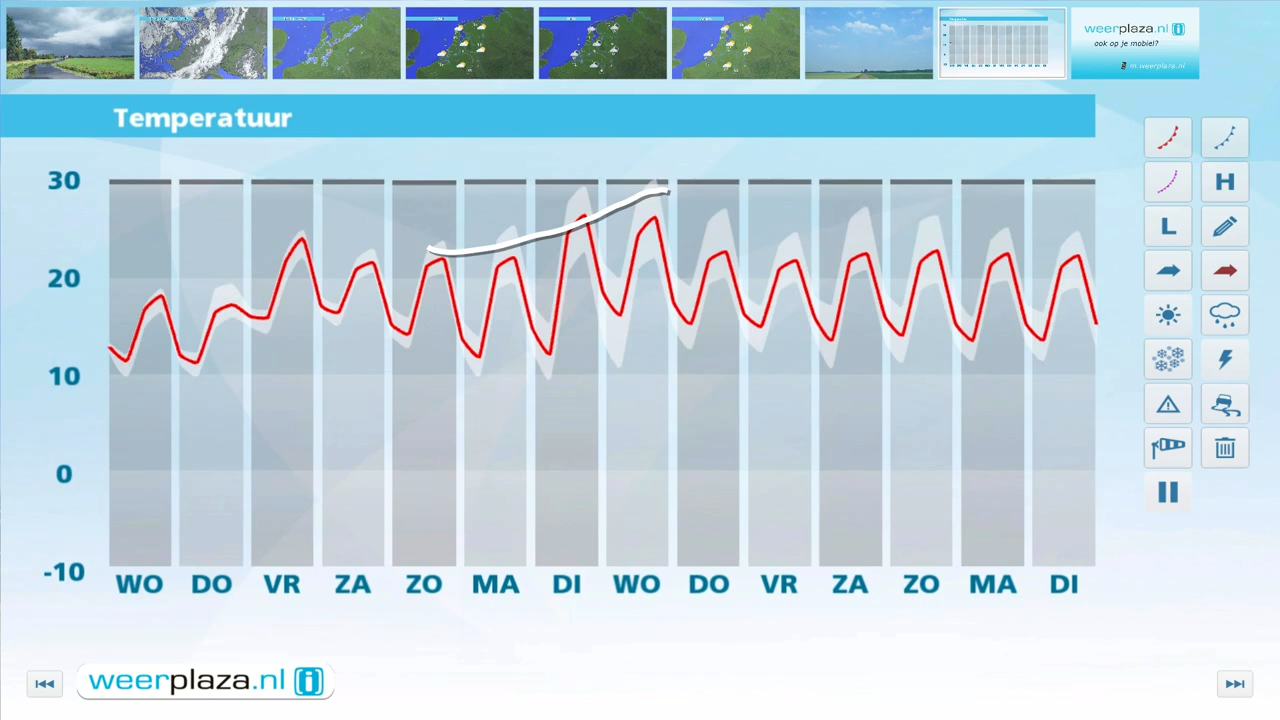 weerplaza.nl i
ook op je mobiel?
m.weerplaza.nl
Temperatuur
30
20
10
0
-10
H
L
WO DO VR ZA ZO MA DI WO DO VR ZA ZO MA DI
weerplaza.nl i